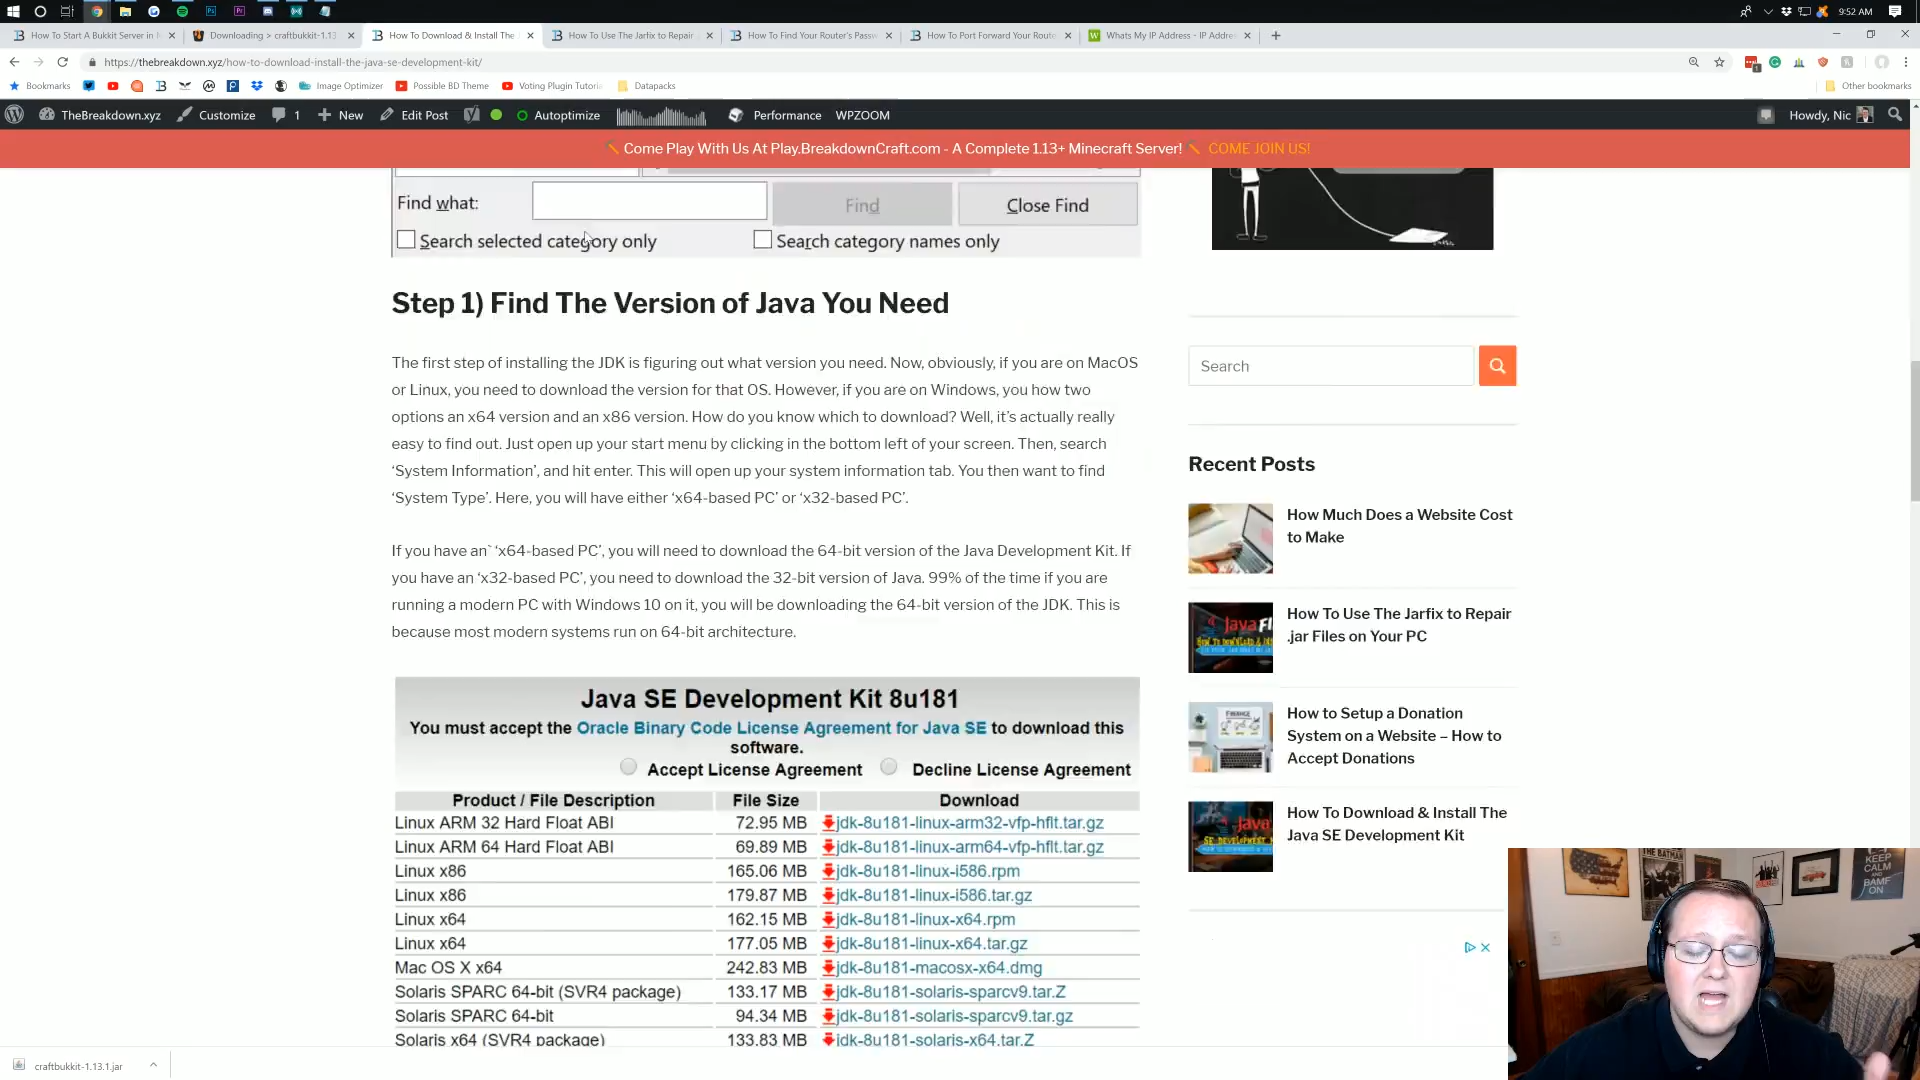 9:52 AM
How To Start A Bukkit Server in
Downloading > craftbukkit-1.13
How To Download & Install The
How To Use The Jarfix to Repair
How To Find Your Router's Passw
How To Port Forward Your Route
Whats My IP Address - IP Addre
https://thebreakdown.xyz/how-to-download-install-the-java-se-development-kit/
Bookmarks
Image Optimizer
Possible BD Theme
Voting Plugin Tutori
Datapacks
Other bookmarks
TheBreakdown.xyz
Customize
1
New
Edit Post
Autoptimize
Performance
WPZOOM
Howdy, Nic
Come Play With Us At Play.BreakdownCraft.com - A Complete 1.13+ Minecraft Server! COME JOIN US!
Find what:
Find
Close Find
Search selected category only
Search category names only
Step 1) Find The Version of Java You Need
The first step of installing the JDK is figuring out what version you need. Now, obviously, if you are on MacOS
or Linux, you need to download the version for that OS. However, if you are on Windows, you how two
options an x64 version and an x86 version. How do you know which to download? Well, it's actually really
easy to find out. Just open up your start menu by clicking in the bottom left of your screen. Then, search
‘System Information’, and hit enter. This will open up your system information tab. You then want to find
‘System Type’. Here, you will have either ‘x64-based PC’ or ‘x32-based PC’.
If you have an` ‘x64-based PC’, you will need to download the 64-bit version of the Java Development Kit. If
you have an ‘x32-based PC’, you need to download the 32-bit version of Java. 99% of the time if you are
running a modern PC with Windows 10 on it, you will be downloading the 64-bit version of the JDK. This is
because most modern systems run on 64-bit architecture.
Java SE Development Kit 8u181
You must accept the Oracle Binary Code License Agreement for Java SE to download this
software.
Accept License Agreement
Decline License Agreement
Product / File Description File Size Download
Linux ARM 32 Hard Float ABI 72.95 MB jdk-8u181-linux-arm32-vfp-hflt.tar.gz
Linux ARM 64 Hard Float ABI 69.89 MB jdk-8u181-linux-arm64-vfp-hflt.tar.gz
Linux x86 165.06 MB jdk-8u181-linux-i586.rpm
Linux x86 179.87 MB jdk-8u181-linux-i586.tar.gz
Linux x64 162.15 MB jdk-8u181-linux-x64.rpm
Linux x64 177.05 MB jdk-8u181-linux-x64.tar.gz
Mac OS X x64 242.83 MB jdk-8u181-macosx-x64.dmg
Solaris SPARC 64-bit (SVR4 package) 133.17 MB jdk-8u181-solaris-sparcv9.tar.Z
Solaris SPARC 64-bit 94.34 MB jdk-8u181-solaris-sparcv9.tar.gz
Solaris x64 (SVR4 package) 133.83 MB jdk-8u181-solaris-x64.tar.Z
Search
Recent Posts
How Much Does a Website Cost
to Make
How To Use The Jarfix to Repair
.jar Files on Your PC
How to Setup a Donation
System on a Website – How to
Accept Donations
How To Download & Install The
Java SE Development Kit
KEEP
CALM
AND
BAMF
ON
craftbukkit-1.13.1.jar